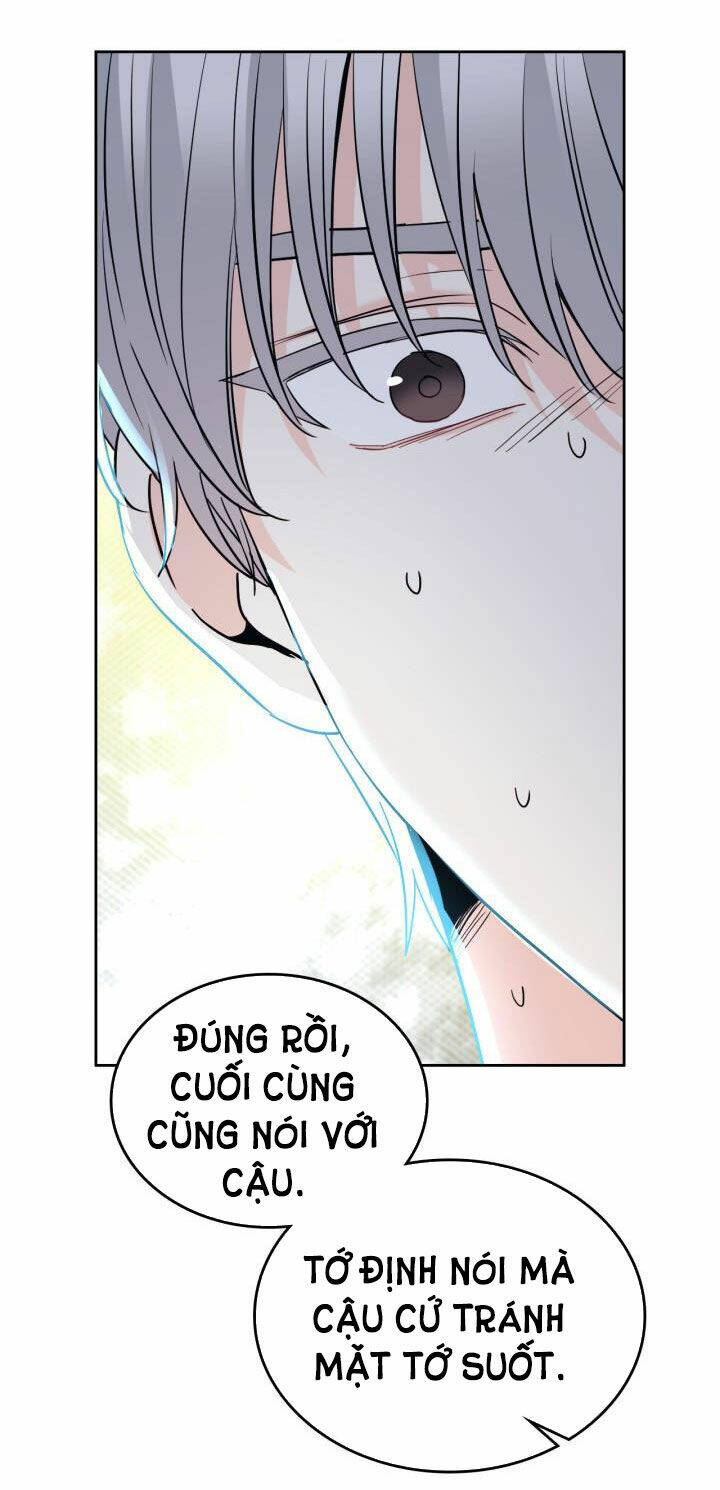 ĐÚNG RỒI,
CUỐI CÙNG
CŨNG NÓI VỚI
CẬU.
TỚ ĐỊNH NÓI MÀ
CẬU CỨ TRÁNH
MẶT TỚ SUỐT.